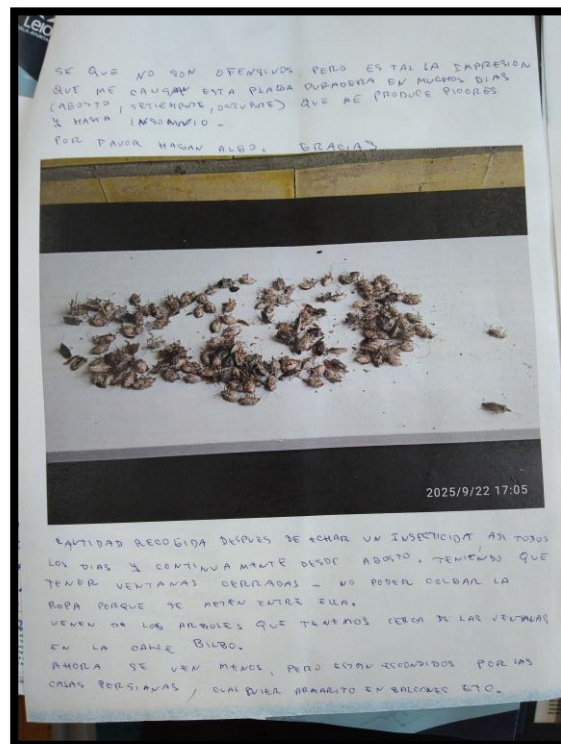 Leio
SE QUE NO SON OFENSIVOS, PERO ES TAL LA IMPRESION
QUE ME CAUSAN ESTA PLAGA DURADERA EN MUCHOS DIAS
(AGOSTO, SETIEMBRE, OCTUBRE) QUE ME PRODUCE PICORES
Y HASTA INSOMNIO -
POR FAVOR HAGAN ALGO. GRACIAS
2025/9/22 17:05
CANTIDAD RECOGIDA DESPUES DE ECHAR UN INSECTICIDA ASI TODOS
LOS DIAS Y CONTINUAMENTE DESDE AGOSTO. TENIENDO QUE
TENER VENTANAS CERRADAS - NO PODER COLGAR LA
ROPA PORQUE SE METEN ENTRE ELLA.
VIENEN DE LOS ARBOLES QUE TENEMOS CERCA DE LAS VENTANAS
EN LA CALLE BILBO.
AHORA SE VEN MENOS, PERO ESTAN ESCONDIDOS POR LAS
CASAS PERSIANAS, CUALQUIER ARMARITO EN BALCONES ETC.